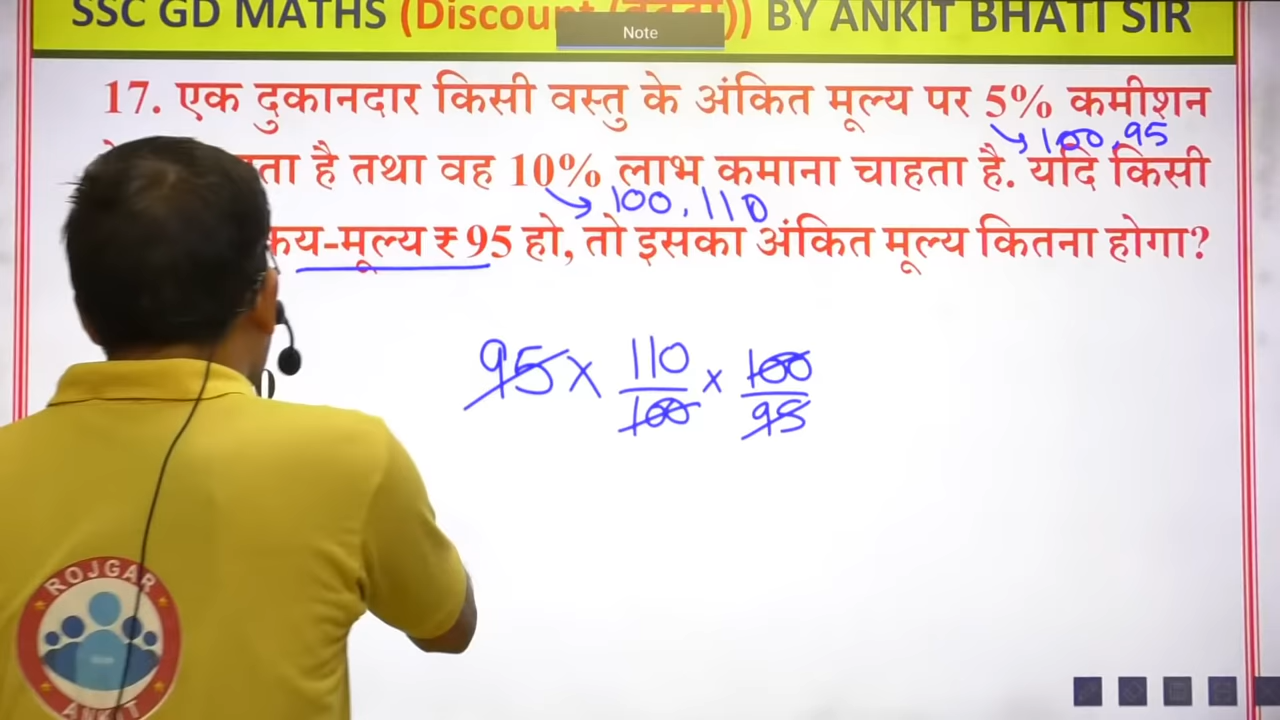 SSC GD MATHS (Discount BY ANKIT BHATI SIR
Note
17. एक दुकानदार किसी वस्तु के अंकित मूल्य पर 5% कमीशन
→ 100, 95
है तथा वह 10% लाभ कमाना चाहता है. यदि किसी
→ 100, 110
मूल्य ₹ 95 हो, तो इसका अंकित मूल्य कितना होगा?
95 × 110/100 × 100/95
ROJGAR
ANKIT